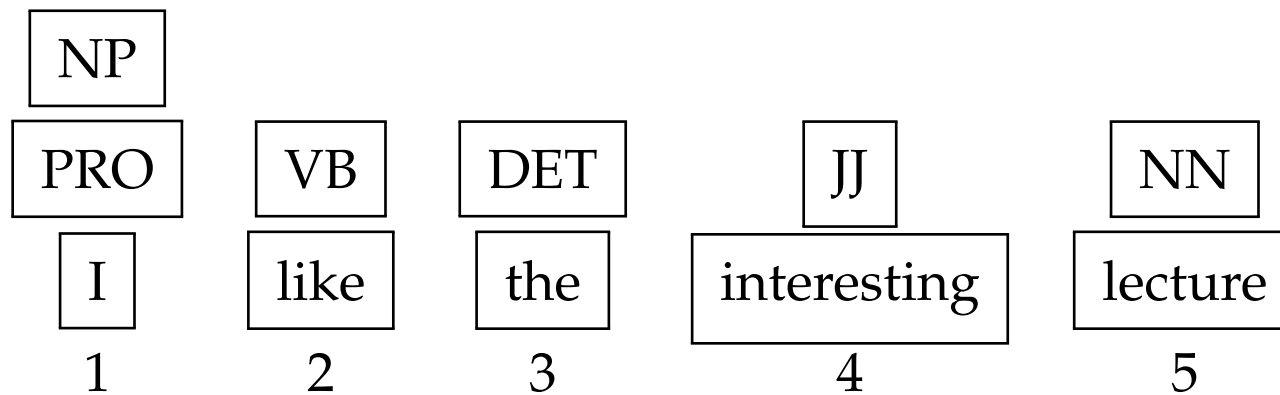 NP
PRO VB DET JJ NN
I like the interesting lecture
1 2 3 4 5